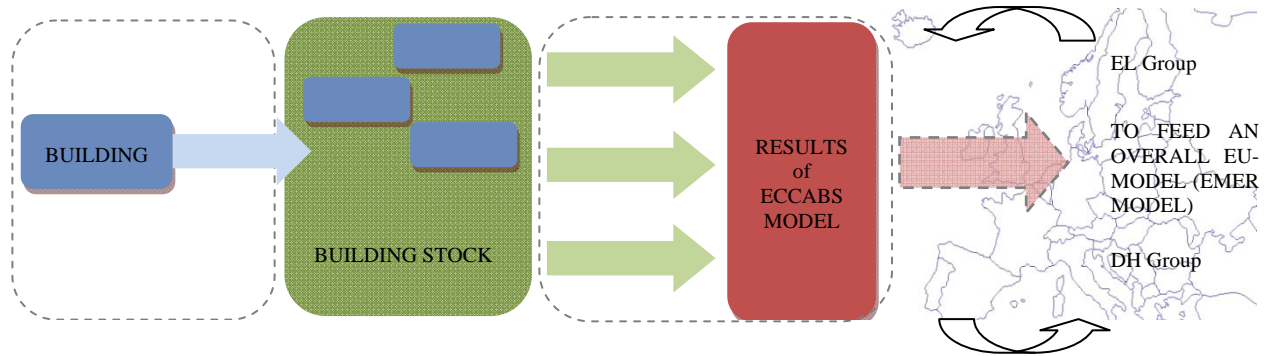 BUILDING
BUILDING STOCK
RESULTS
of
ECCABS
MODEL
EL Group
TO FEED AN
OVERALL EU-
MODEL (EMER
MODEL)
DH Group